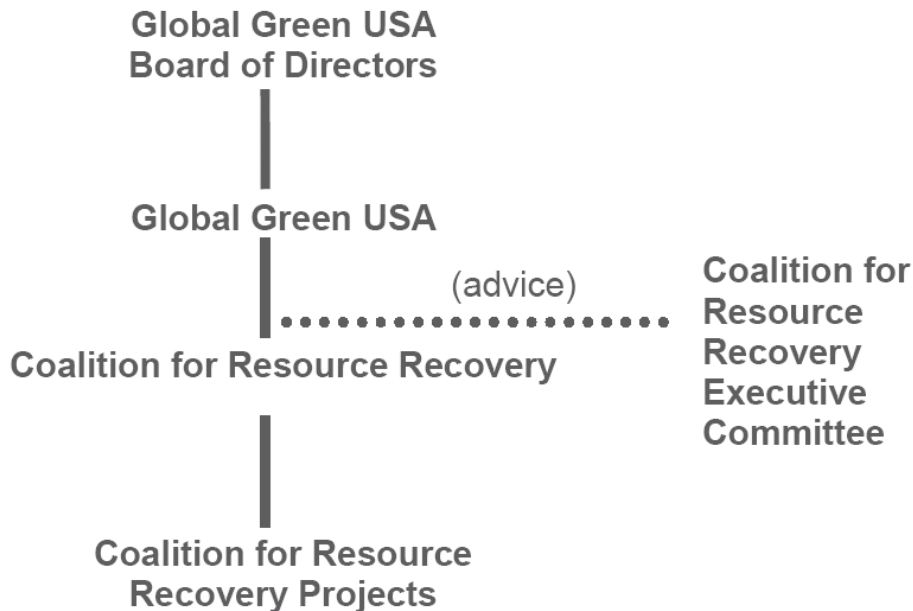 Global Green USA
Board of Directors
Global Green USA
(advice)
Coalition for
Resource
Recovery
Executive
Committee
Coalition for Resource Recovery
Coalition for Resource
Recovery Projects